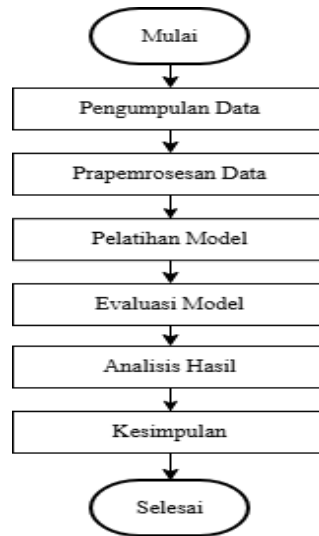 Mulai
Pengumpulan Data
Prapemrosesan Data
Pelatihan Model
Evaluasi Model
Analisis Hasil
Kesimpulan
Selesai